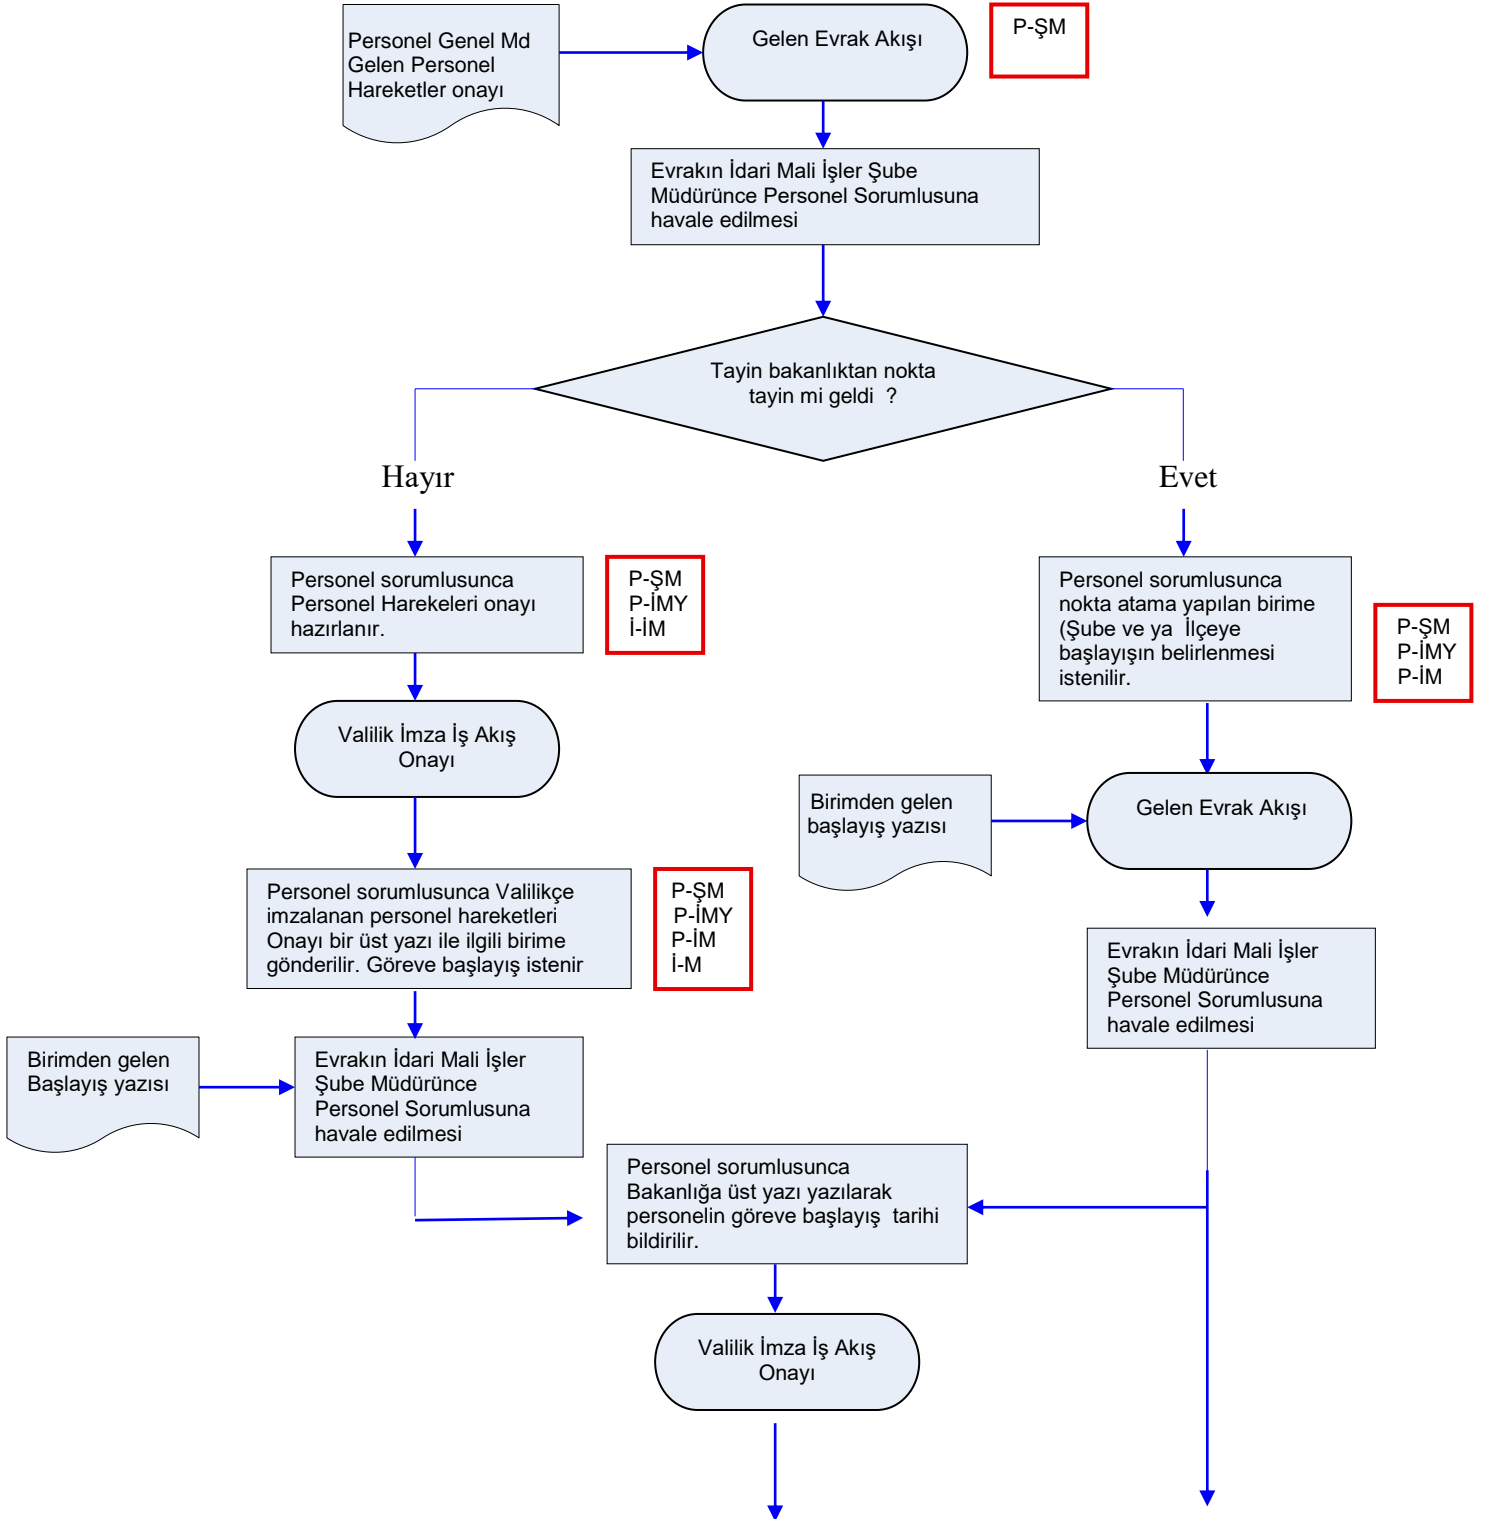 Personel Genel Md
Gelen Personel
Hareketler onayı
Gelen Evrak Akışı
P-ŞM
Evrakın İdari Mali İşler Şube
Müdürünce Personel Sorumlusuna
havale edilmesi
Tayin bakanlıktan nokta
tayin mi geldi ?
Hayır
Evet
Personel sorumlusunca
Personel Harekeleri onayı
hazırlanır.
P-ŞM
P-İMY
İ-İM
Personel sorumlusunca
nokta atama yapılan birime
(Şube ve ya İlçeye
başlayışın belirlenmesi
istenilir.
P-ŞM
P-İMY
P-İM
Valilik İmza İş Akış
Onayı
Birimden gelen
başlayış yazısı
Gelen Evrak Akışı
Personel sorumlusunca Valilikçe
imzalanan personel hareketleri
Onayı bir üst yazı ile ilgili birime
gönderilir. Göreve başlayış istenir
P-ŞM
P-İMY
P-İM
İ-M
Evrakın İdari Mali İşler
Şube Müdürünce
Personel Sorumlusuna
havale edilmesi
Birimden gelen
Başlayış yazısı
Evrakın İdari Mali İşler
Şube Müdürünce
Personel Sorumlusuna
havale edilmesi
Personel sorumlusunca
Bakanlığa üst yazı yazılarak
personelin göreve başlayış tarihi
bildirilir.
Valilik İmza İş Akış
Onayı